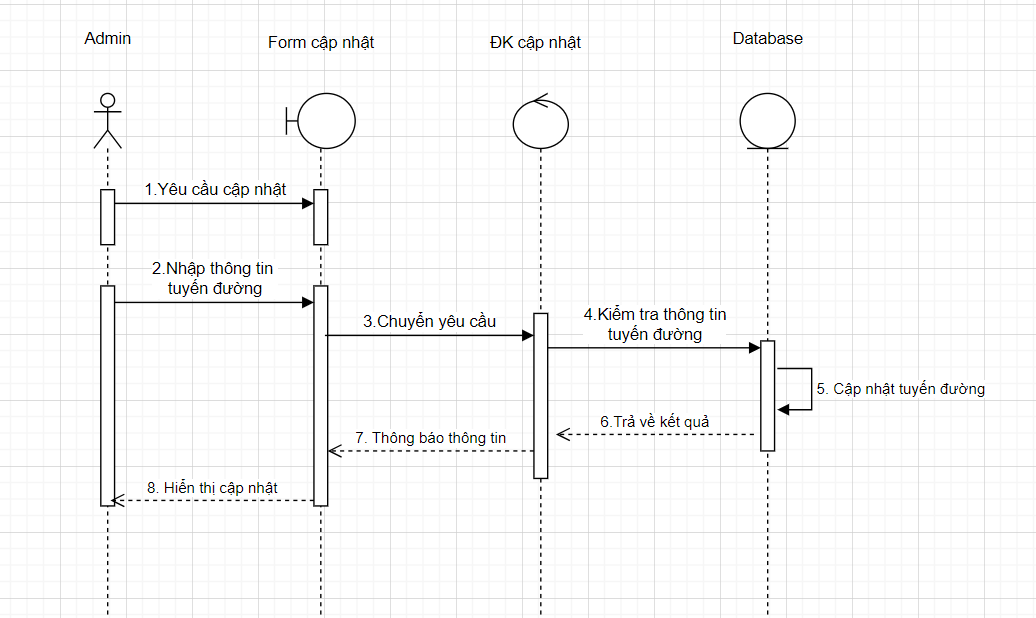 Admin
Form cập nhật
ĐK cập nhật
Database
1.Yêu cầu cập nhật
2.Nhập thông tin
tuyến đường
3.Chuyển yêu cầu
4.Kiểm tra thông tin
tuyến đường
5. Cập nhật tuyến đường
6.Trả về kết quả
7. Thông báo thông tin
8. Hiển thị cập nhật